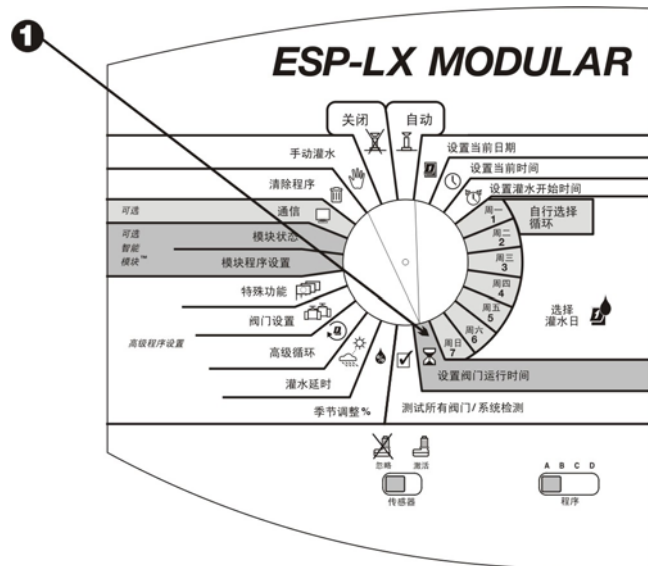 1
ESP-LX MODULAR
关闭
自动
手动灌水
清除程序
可选
通信
可选
智能
模块™
模块状态
模块程序设置
特殊功能
阀门设置
高级程序设置
高级循环
灌水延时
季节调整%
设置当前日期
设置当前时间
设置灌水开始时间
周一
1
自行选择
循环
周二
2
周三
3
周四
4
周五
5
周六
6
周日
7
选择
灌水日
设置阀门运行时间
测试所有阀门/系统检测
忽略
激活
传感器
A B C D
程序